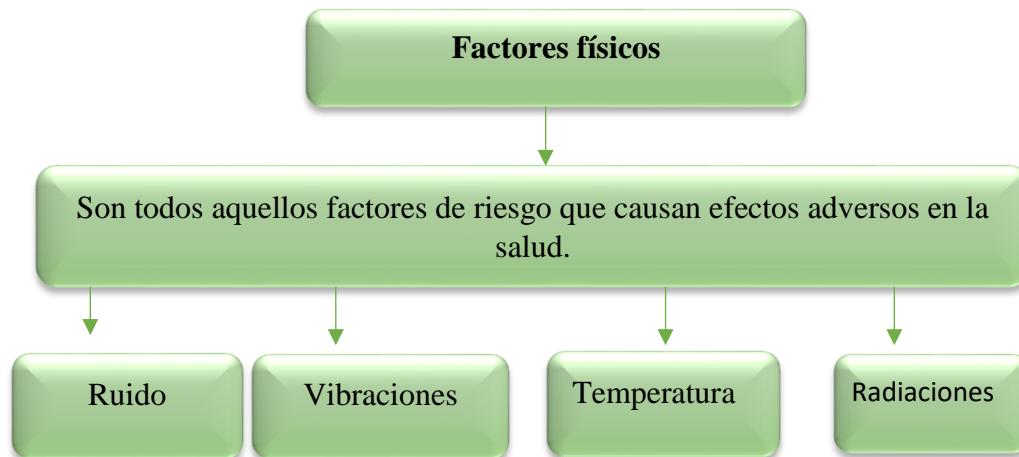 Factores físicos
Son todos aquellos factores de riesgo que causan efectos adversos en la
salud.
Ruido
Vibraciones
Temperatura
Radiaciones